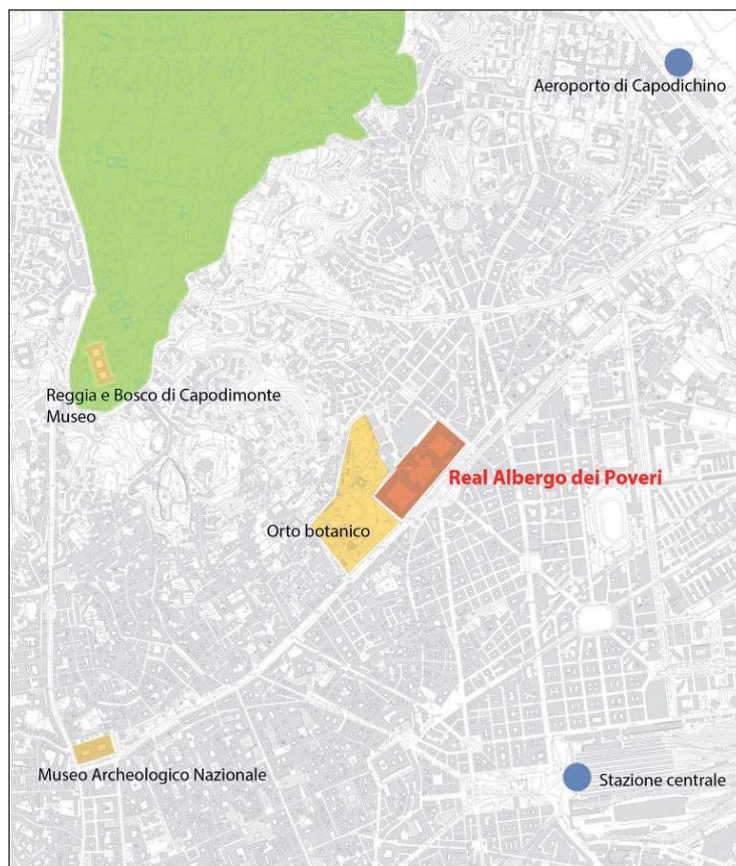 Aeroporto di Capodichino
Reggia e Bosco di Capodimonte
Museo
Real Albergo dei Poveri
Orto botanico
Museo Archeologico Nazionale
Stazione centrale